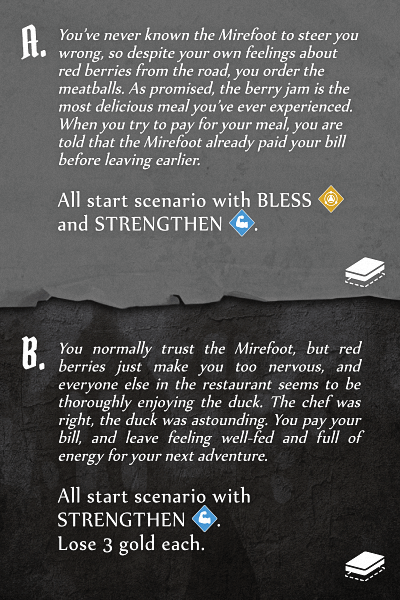 A.
You've never known the Mirefoot to steer you
wrong, so despite your own feelings about
red berries from the road, you order the
meatballs. As promised, the berry jam is the
most delicious meal you've ever experienced.
When you try to pay for your meal, you are
told that the Mirefoot already paid your bill
before leaving earlier.
All start scenario with BLESS
and STRENGTHEN .
B.
You normally trust the Mirefoot, but red
berries just make you too nervous, and
everyone else in the restaurant seems to be
thoroughly enjoying the duck. The chef was
right, the duck was astounding. You pay your
bill, and leave feeling well-fed and full of
energy for your next adventure.
All start scenario with
STRENGTHEN .
Lose 3 gold each.